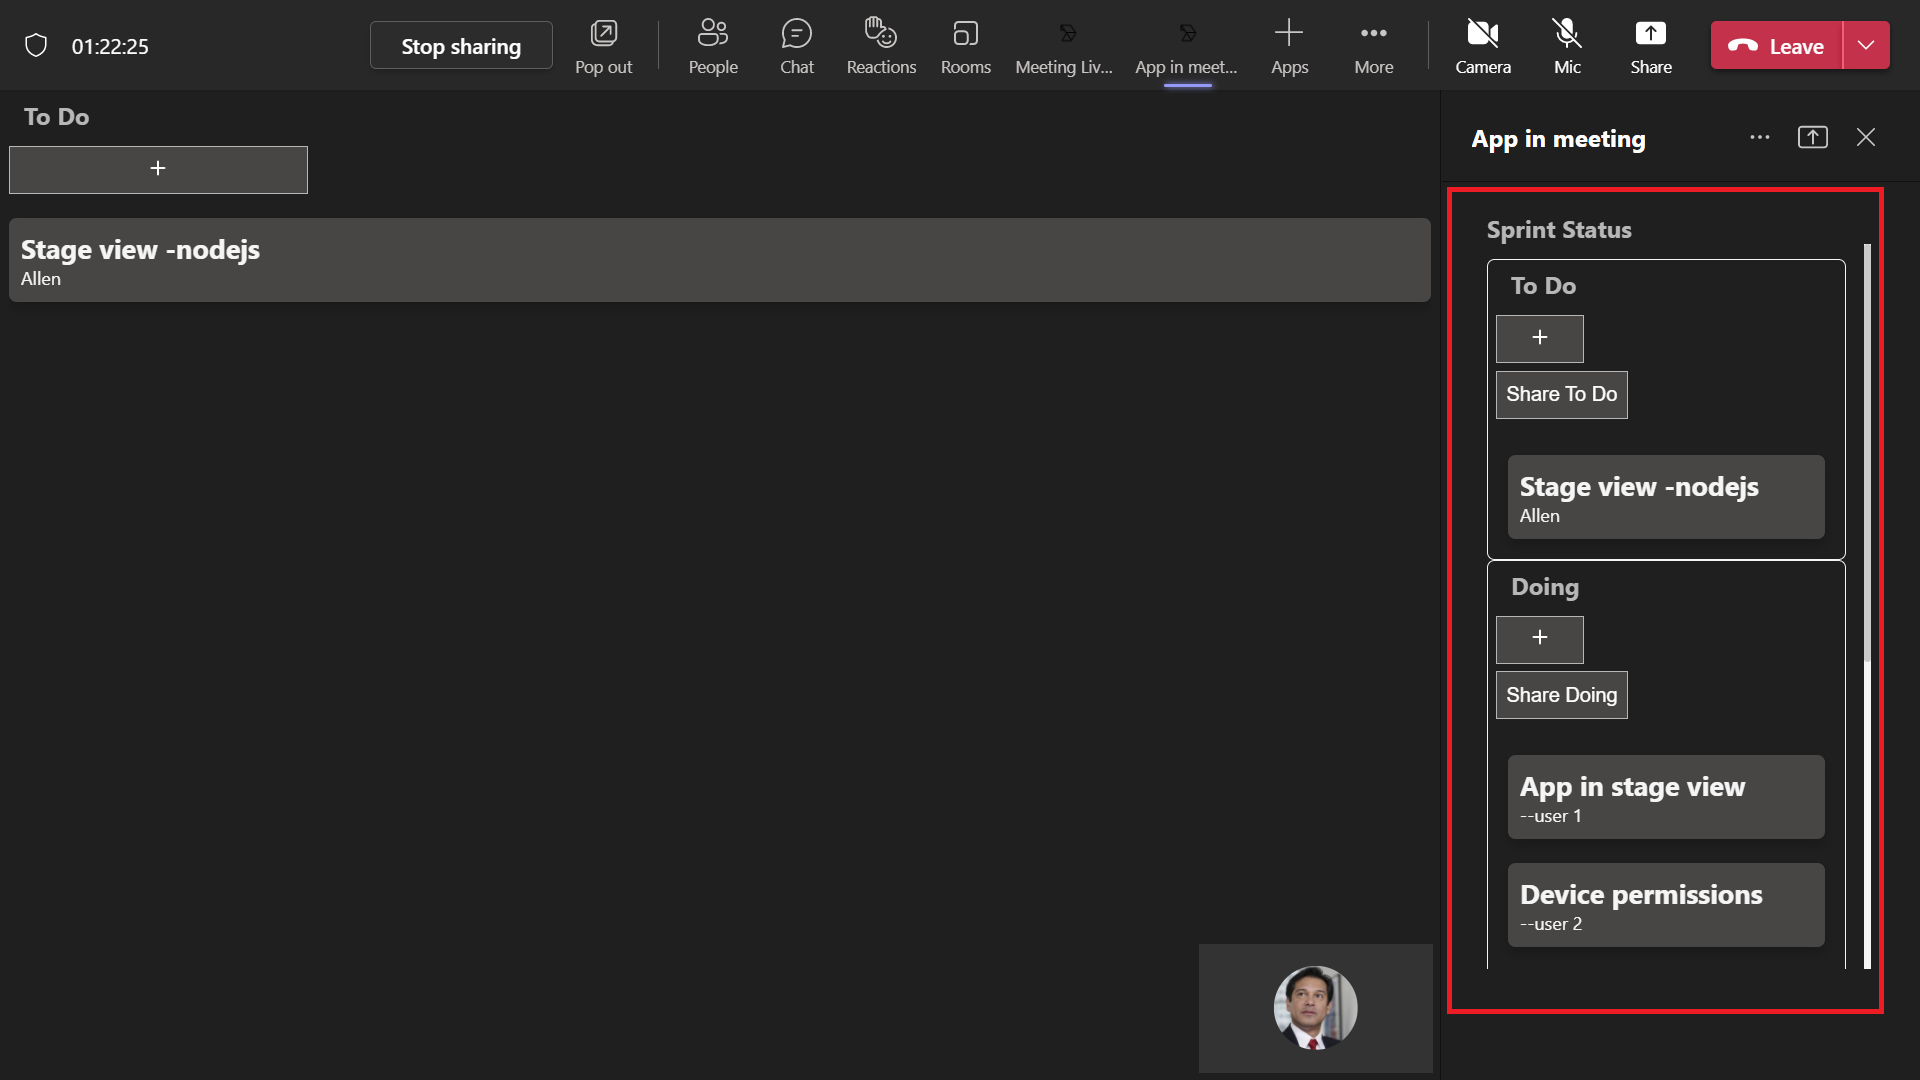 01:22:25
Stop sharing
Pop out
People
Chat
Reactions
Rooms
Meeting Liv...
App in meet...
Apps
More
Camera
Mic
Share
Leave
To Do
+
Stage view -nodejs
Allen
App in meeting
Sprint Status
To Do
+
Share To Do
Stage view -nodejs
Allen
Doing
+
Share Doing
App in stage view
--user 1
Device permissions
--user 2